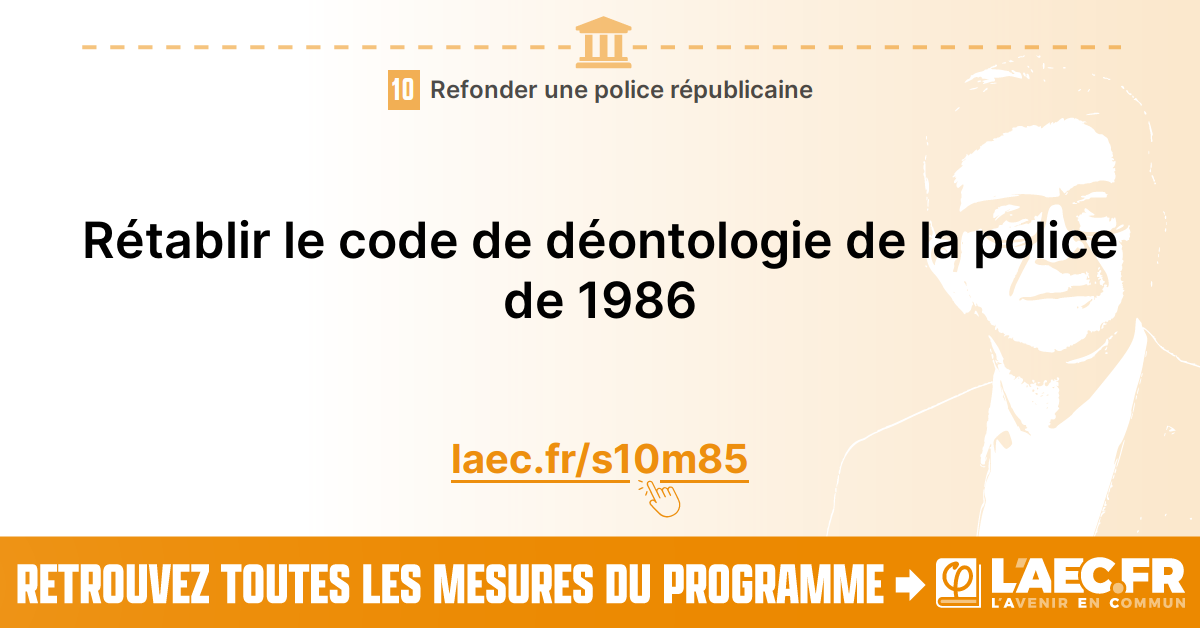 10 Refonder une police républicaine
Rétablir le code de déontologie de la police
de 1986
laec.fr/s10m85
RETROUVEZ TOUTES LES MESURES DU PROGRAMME
φ L'AEC.FR
L'AVENIR EN COMMUN